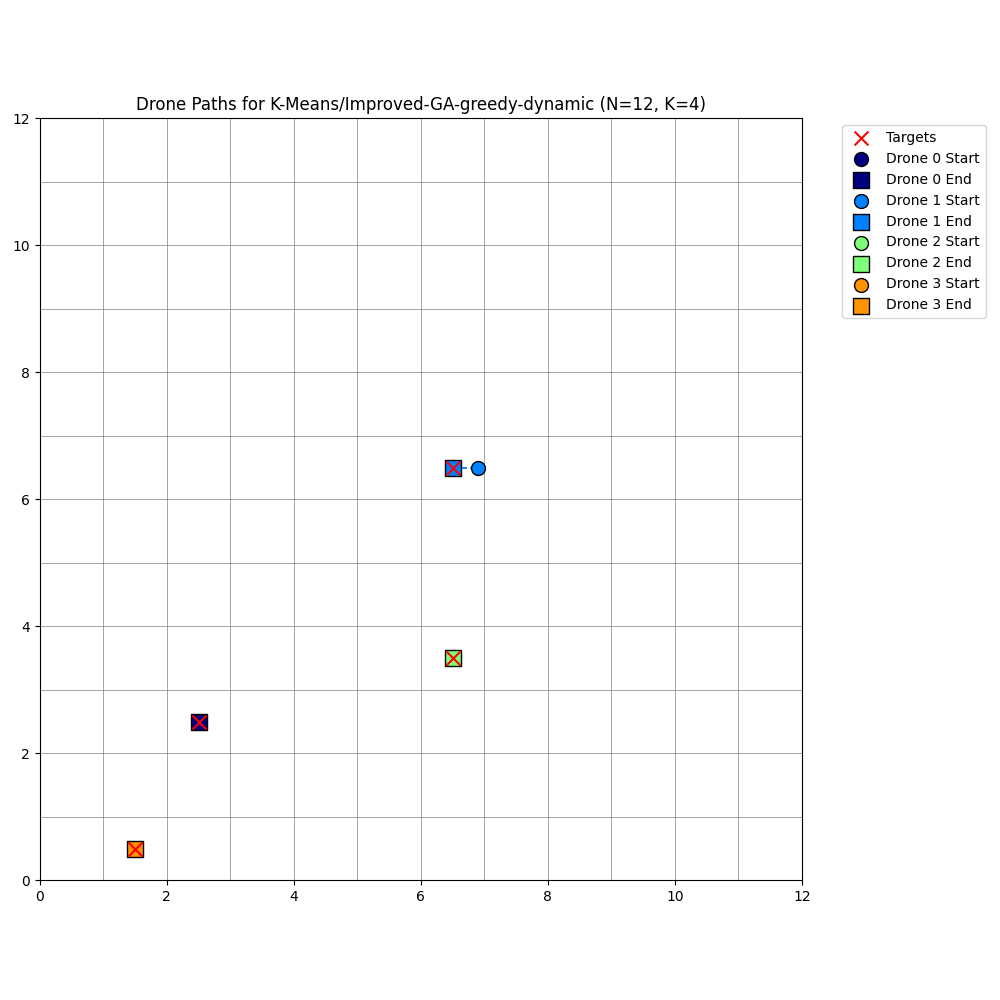 Drone Paths for K-Means/Improved-GA-greedy-dynamic (N=12, K=4)
12
10
8
6
4
2
0
0 2 4 6 8 10 12
Targets
Drone 0 Start
Drone 0 End
Drone 1 Start
Drone 1 End
Drone 2 Start
Drone 2 End
Drone 3 Start
Drone 3 End